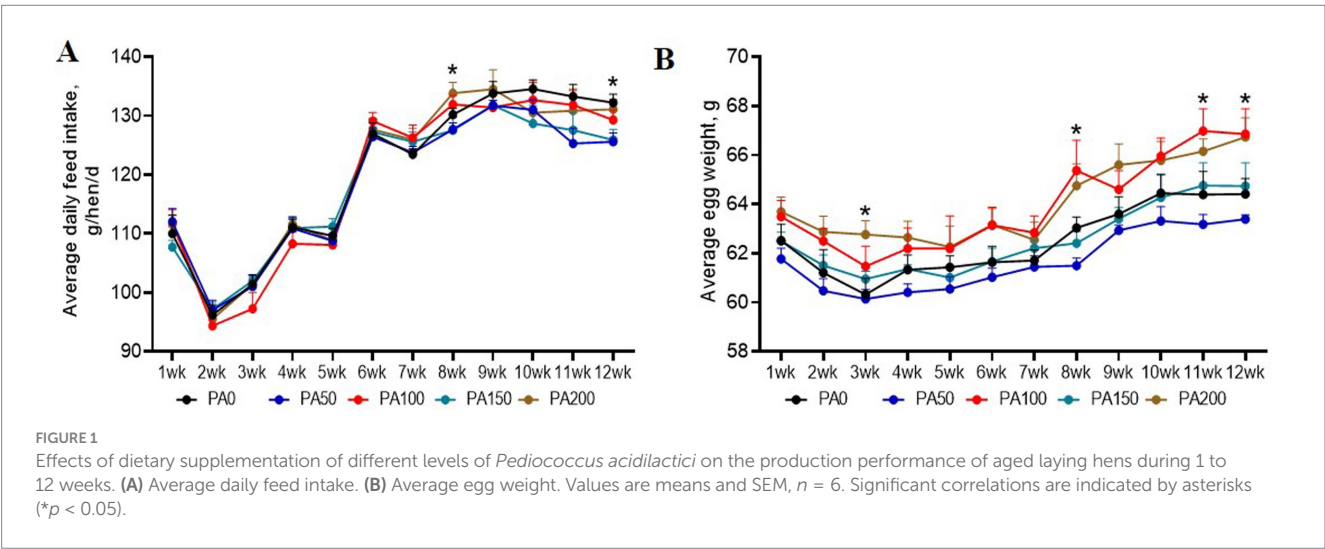 A
Average daily feed intake,
g/hen/d
140
130
120
110
100
90
1wk 2wk 3wk 4wk 5wk 6wk 7wk 8wk 9wk 10wk 11wk 12wk
* *
PA0 PA50 PA100 PA150 PA200
B
Average egg weight, g
70
68
66
64
62
60
58
1wk 2wk 3wk 4wk 5wk 6wk 7wk 8wk 9wk 10wk 11wk 12wk
* * * *
PA0 PA50 PA100 PA150 PA200
FIGURE 1
Effects of dietary supplementation of different levels of Pediococcus acidilactici on the production performance of aged laying hens during 1 to
12 weeks. (A) Average daily feed intake. (B) Average egg weight. Values are means and SEM, n = 6. Significant correlations are indicated by asterisks
(*p < 0.05).